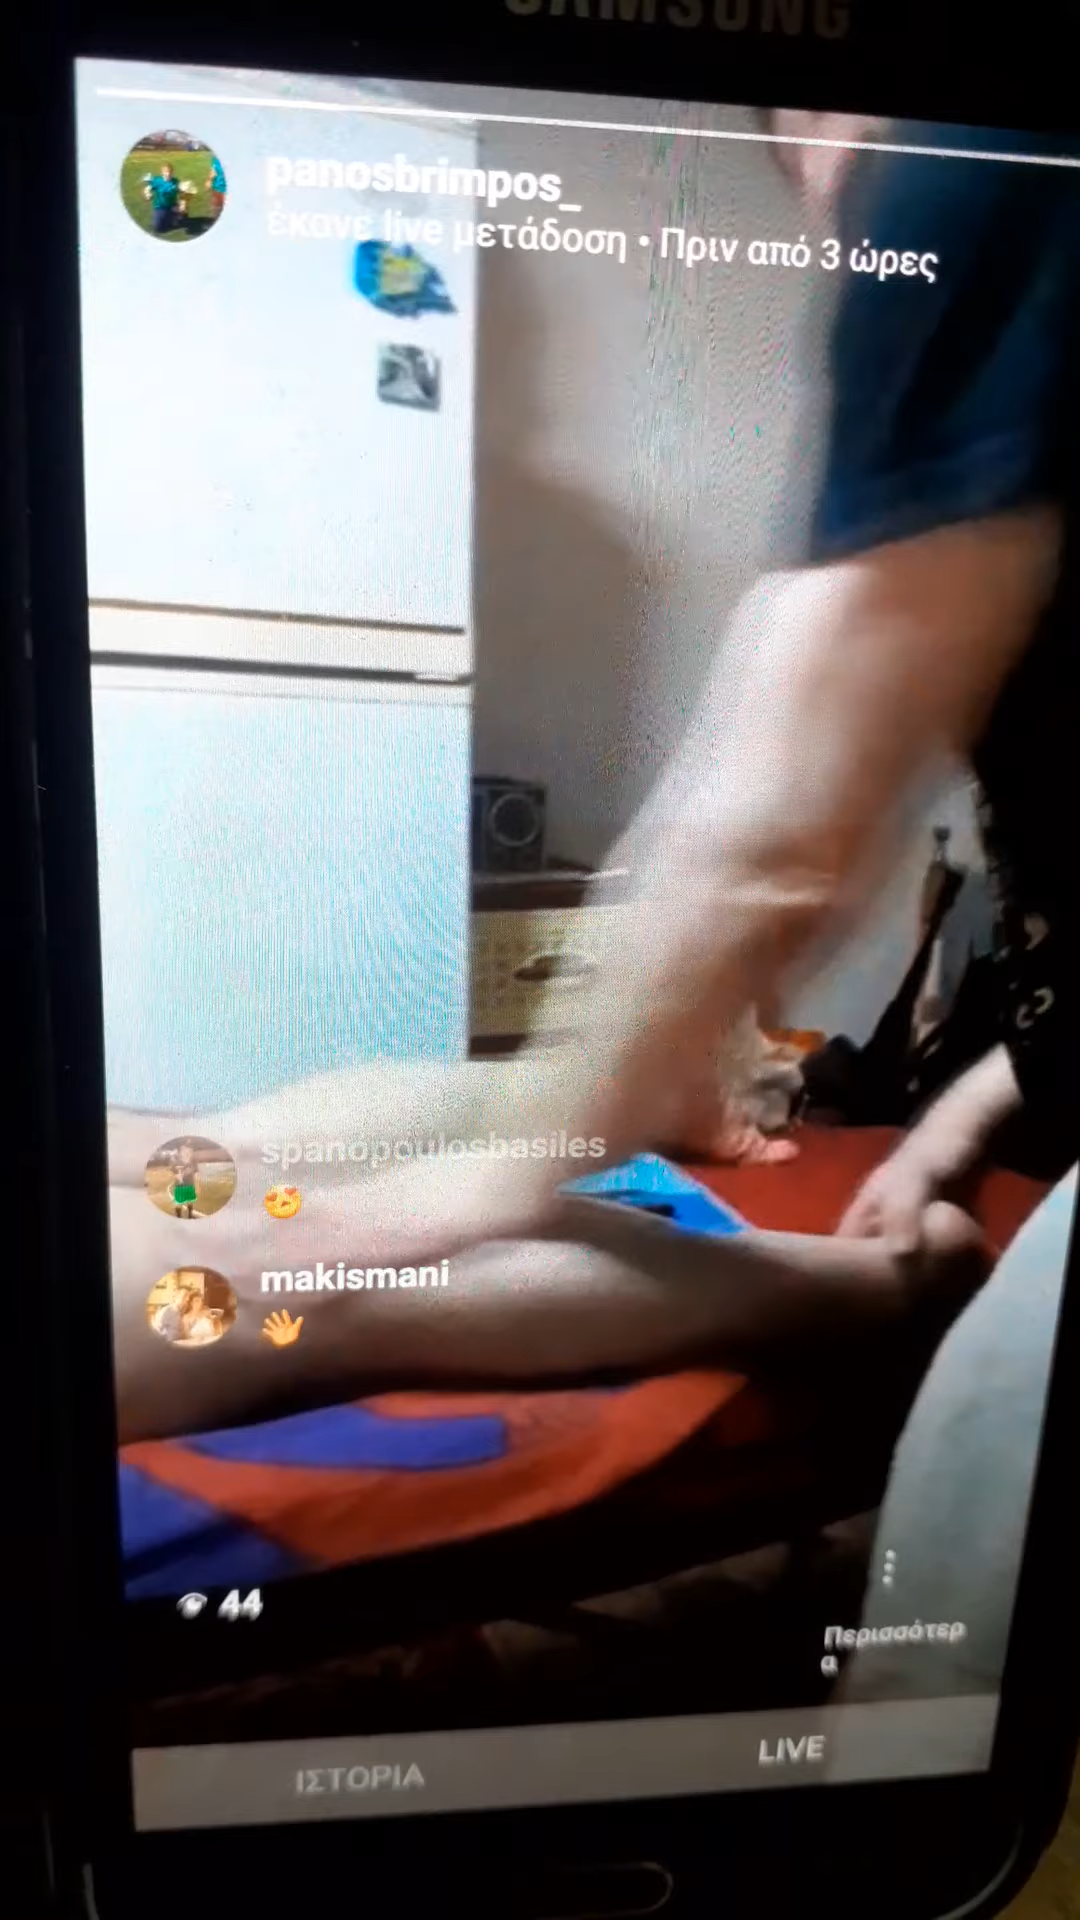 SAMSUNG
panosbrimpos_
έκανε live μετάδοση • Πριν από 3 ώρες
spanopoulosbasiles
😍
makismani
👋
44
Περισσότερ
α
ΙΣΤΟΡΙΑ
LIVE